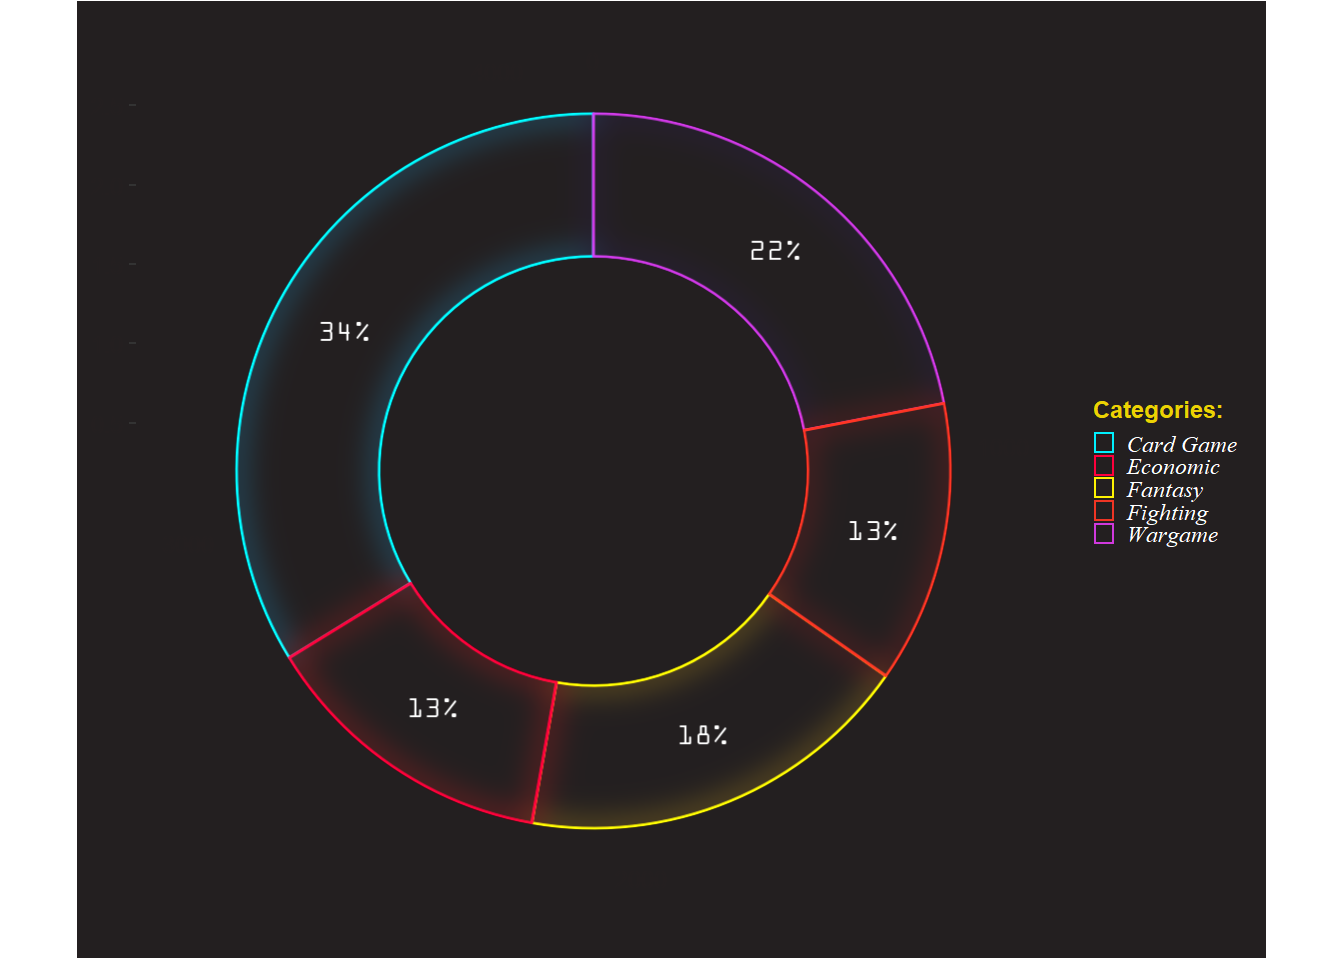 22%
34%
Categories:
Card Game
Economic
Fantasy
Fighting
Wargame
13%
13%
18%